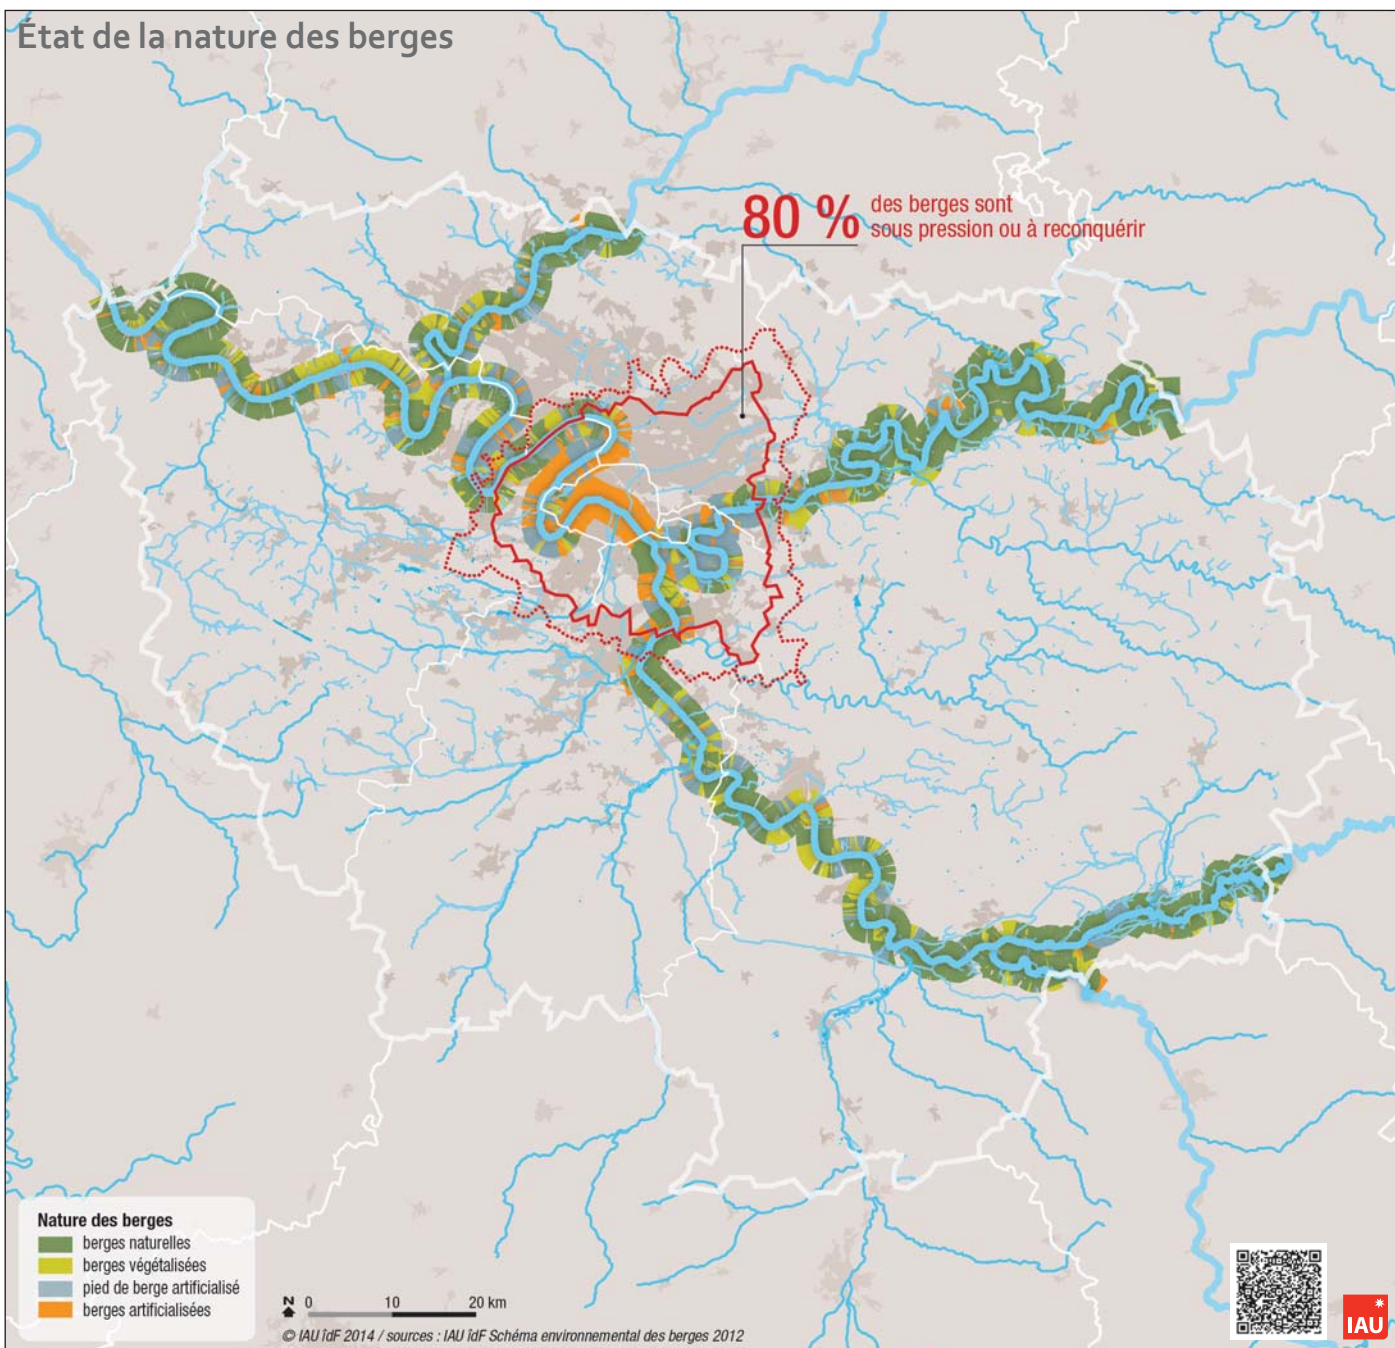 État de la nature des berges
80 %
des berges sont
sous pression ou à reconquérir
Nature des berges
berges naturelles
berges végétalisées
pied de berge artificialisé
berges artificialisées
N
0 10 20 km
© IAU îdF 2014 / sources : IAU îdF Schéma environnemental des berges 2012
IAU